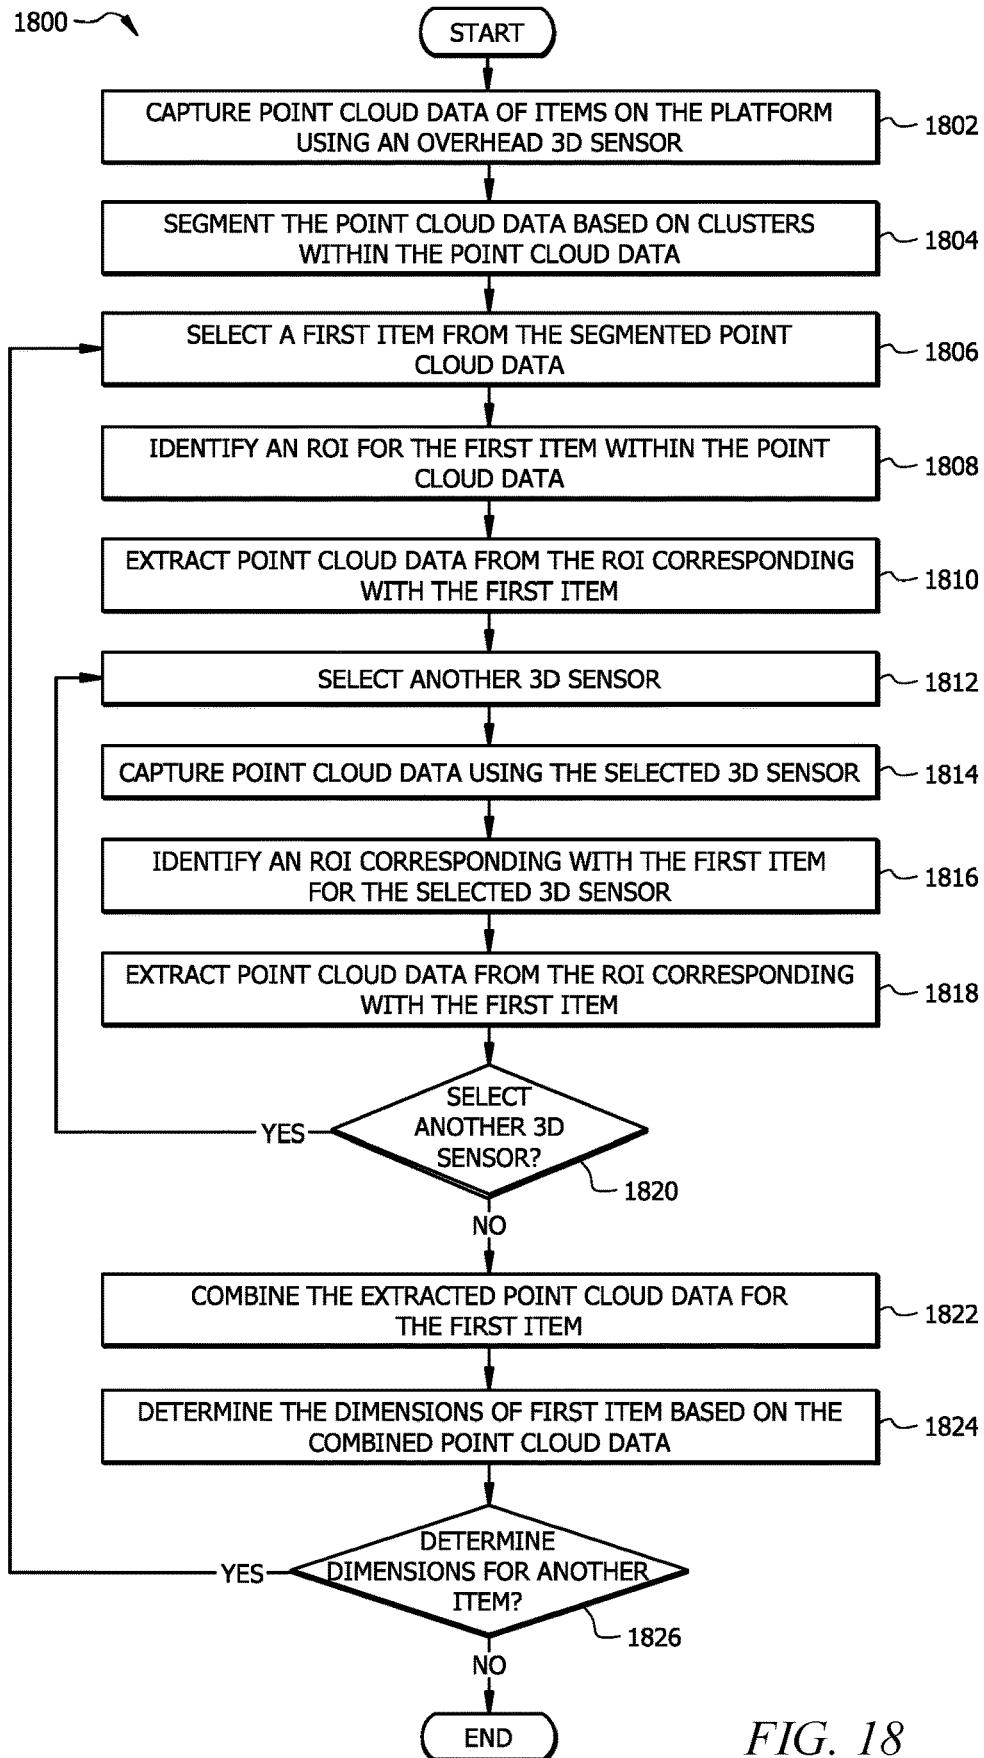 1800
START
CAPTURE POINT CLOUD DATA OF ITEMS ON THE PLATFORM
USING AN OVERHEAD 3D SENSOR
1802
SEGMENT THE POINT CLOUD DATA BASED ON CLUSTERS
WITHIN THE POINT CLOUD DATA
1804
SELECT A FIRST ITEM FROM THE SEGMENTED POINT
CLOUD DATA
1806
IDENTIFY AN ROI FOR THE FIRST ITEM WITHIN THE POINT
CLOUD DATA
1808
EXTRACT POINT CLOUD DATA FROM THE ROI CORRESPONDING
WITH THE FIRST ITEM
1810
SELECT ANOTHER 3D SENSOR
1812
CAPTURE POINT CLOUD DATA USING THE SELECTED 3D SENSOR
1814
IDENTIFY AN ROI CORRESPONDING WITH THE FIRST ITEM
FOR THE SELECTED 3D SENSOR
1816
EXTRACT POINT CLOUD DATA FROM THE ROI CORRESPONDING
WITH THE FIRST ITEM
1818
SELECT
ANOTHER 3D
SENSOR?
YES
1820
NO
COMBINE THE EXTRACTED POINT CLOUD DATA FOR
THE FIRST ITEM
1822
DETERMINE THE DIMENSIONS OF FIRST ITEM BASED ON THE
COMBINED POINT CLOUD DATA
1824
DETERMINE
DIMENSIONS FOR ANOTHER
ITEM?
YES
1826
NO
END
FIG. 18